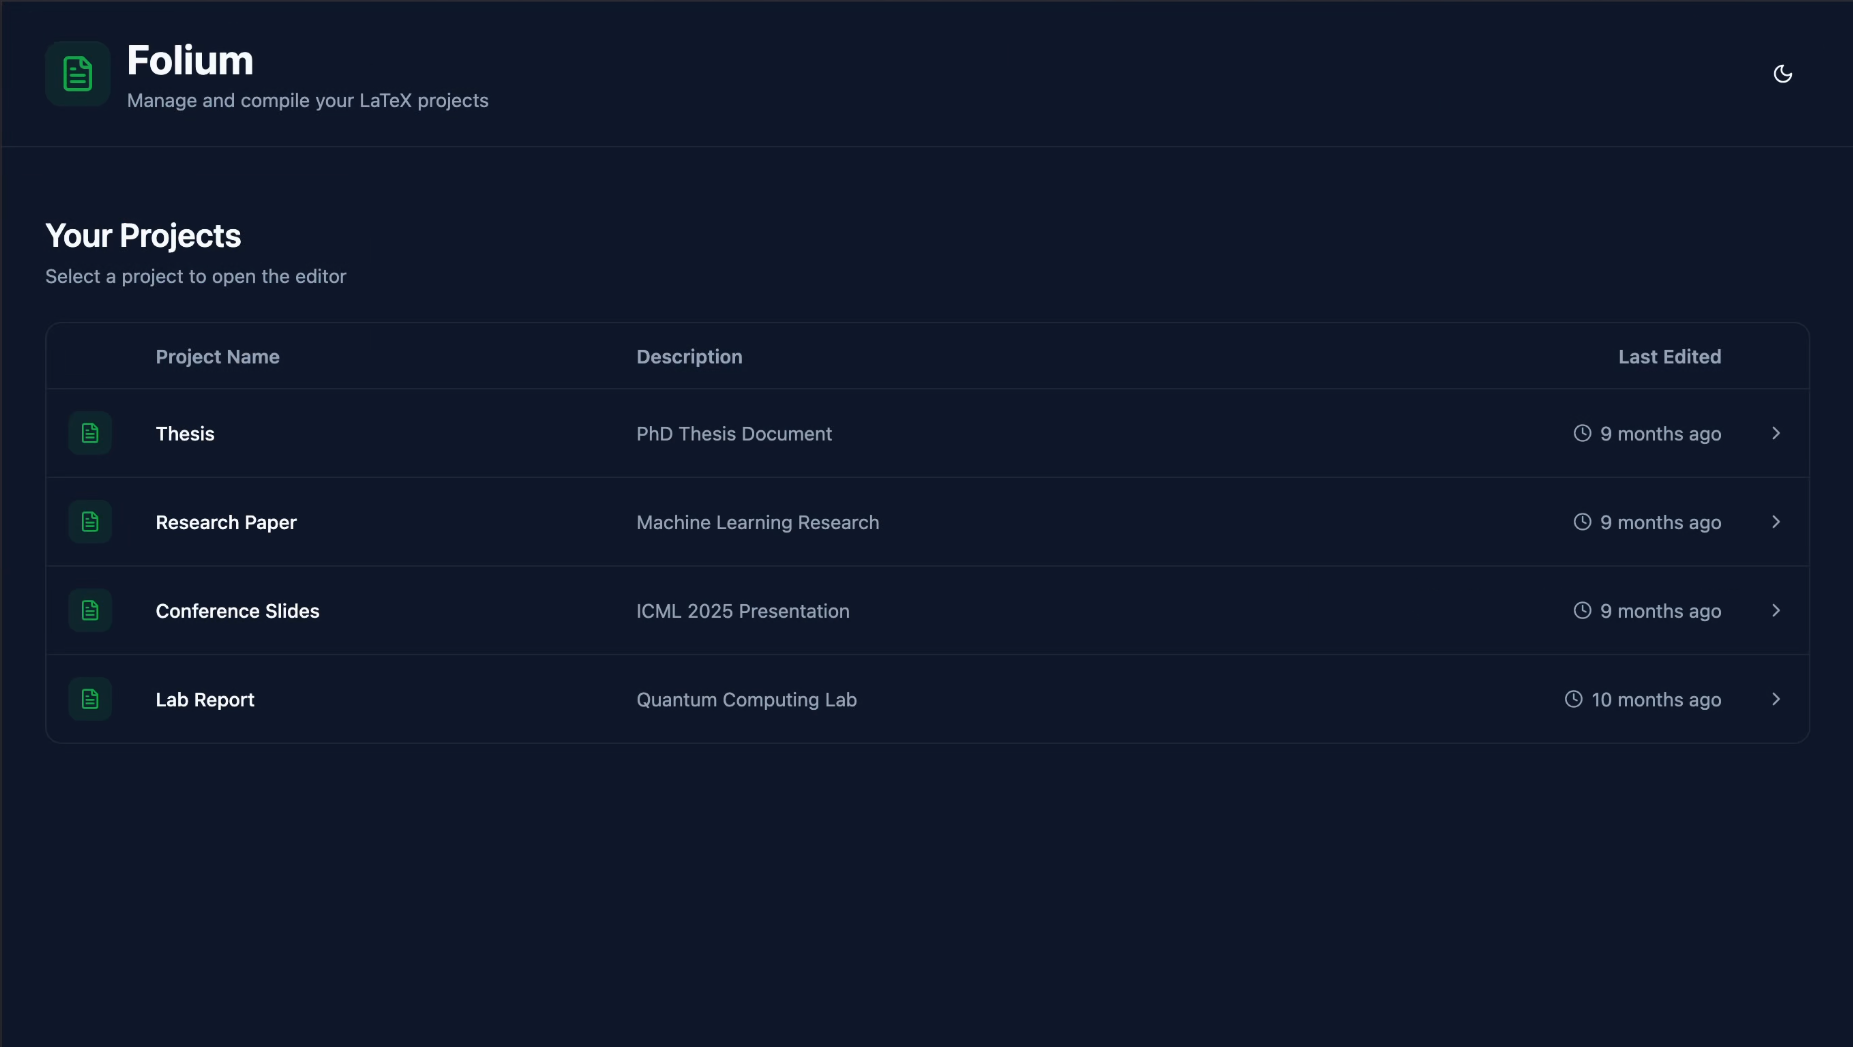 Folium
Manage and compile your LaTeX projects
Your Projects
Select a project to open the editor
Project Name Description Last Edited
Thesis PhD Thesis Document 9 months ago
Research Paper Machine Learning Research 9 months ago
Conference Slides ICML 2025 Presentation 9 months ago
Lab Report Quantum Computing Lab 10 months ago